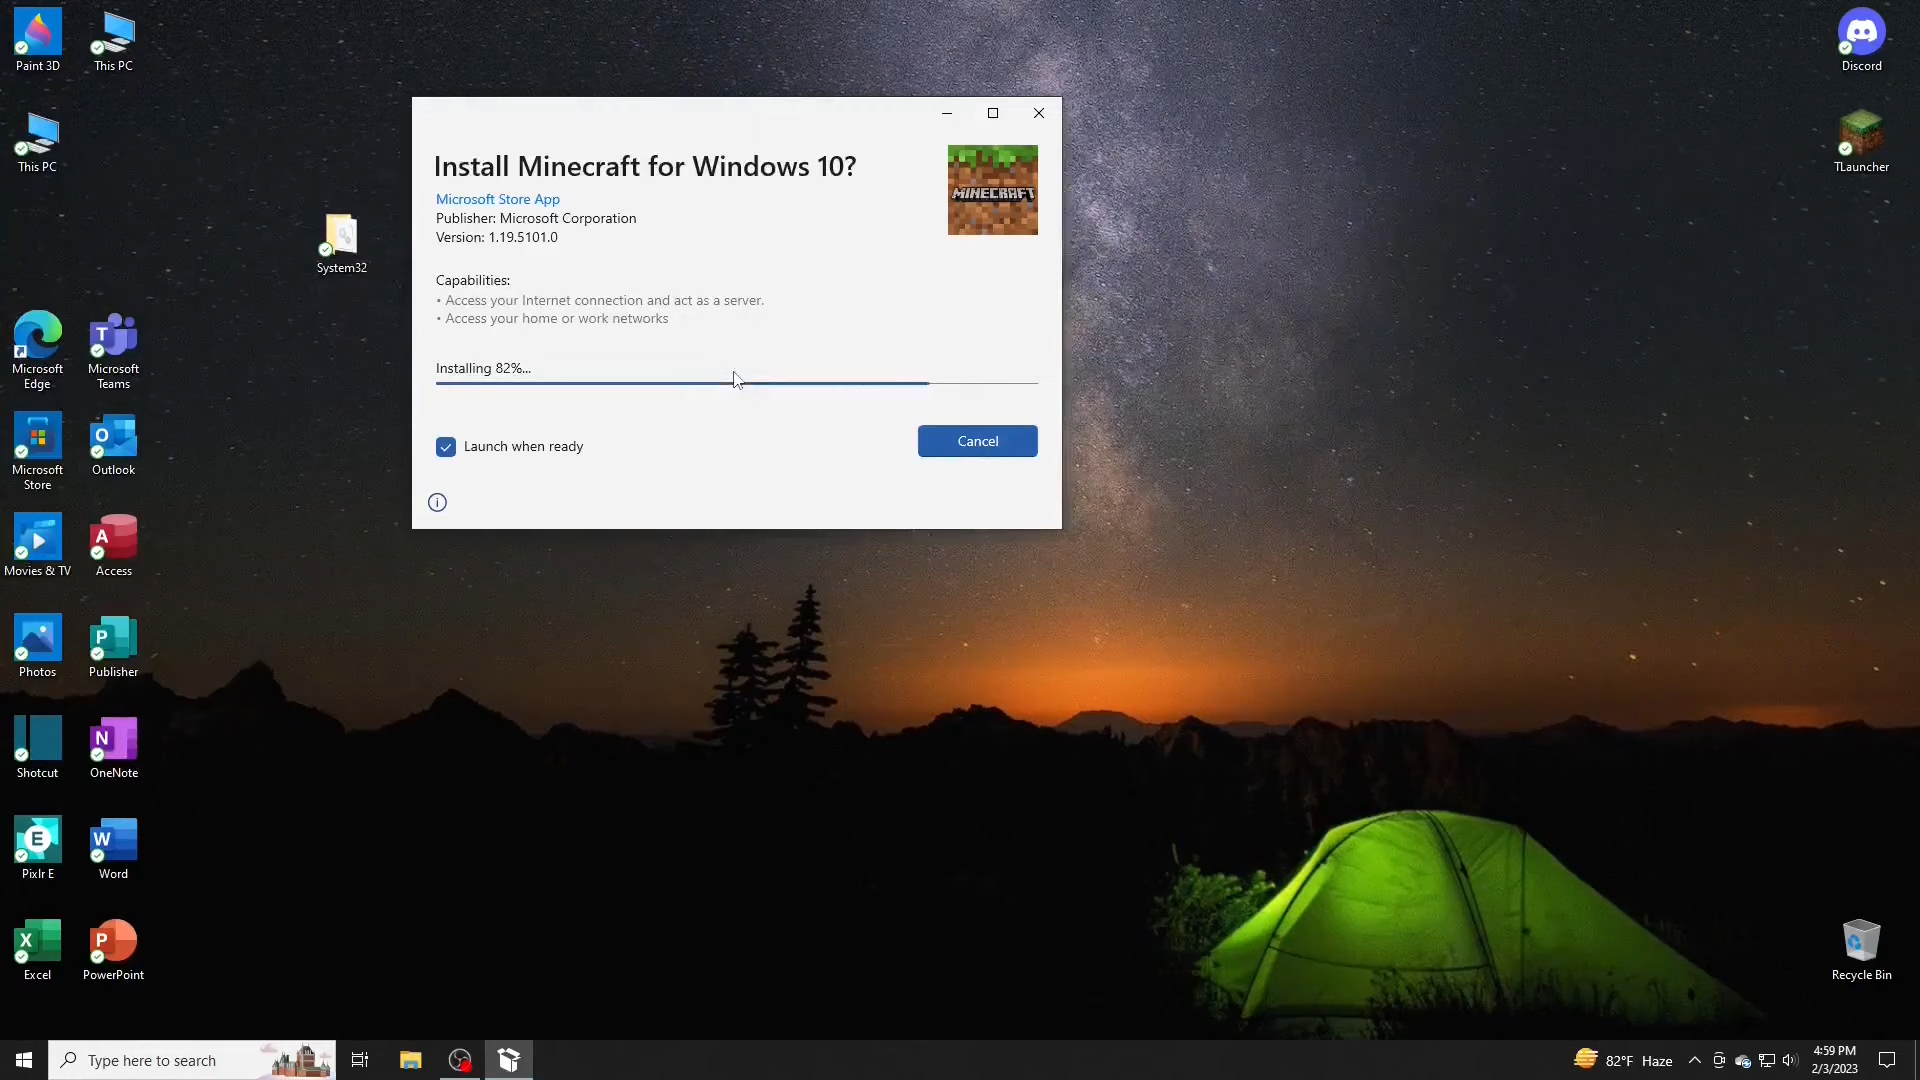 Paint 3D
This PC
This PC
System32
Microsoft
Edge
Microsoft
Teams
Microsoft
Store
Outlook
Movies & TV
Access
Photos
Publisher
Shotcut
OneNote
Pixlr E
Word
Excel
PowerPoint
Install Minecraft for Windows 10?
Microsoft Store App
Publisher: Microsoft Corporation
Version: 1.19.5101.0
MINECRAFT
Capabilities:
• Access your Internet connection and act as a server.
• Access your home or work networks
Installing 82%...
Launch when ready
Cancel
Discord
TLauncher
Recycle Bin
Type here to search
82°F Haze
4:59 PM
2/3/2023